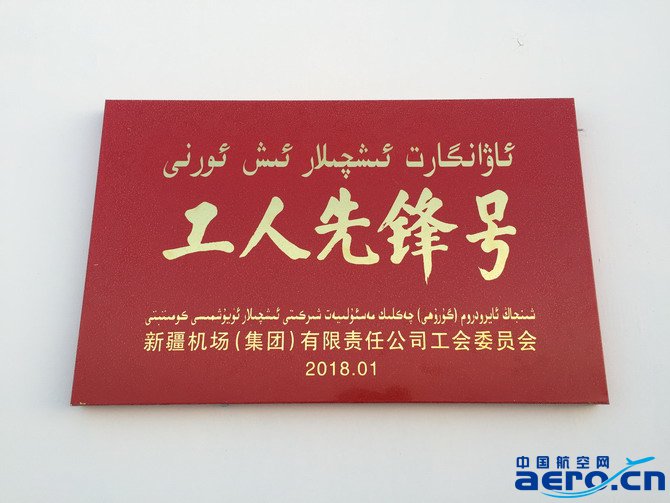 ئاۋانگارت ئىشچىلار ئىش ئورنى
工人先锋号
شىنجاڭ ئايرودروم (گۇرۇھى) چەكلىك مەسئۇلىيەت شىركىتى ئىشچىلار ئۇيۇشمىسى كومىتېتى
新疆机场(集团)有限责任公司工会委员会
2018.01
中国航空网
aero.cn